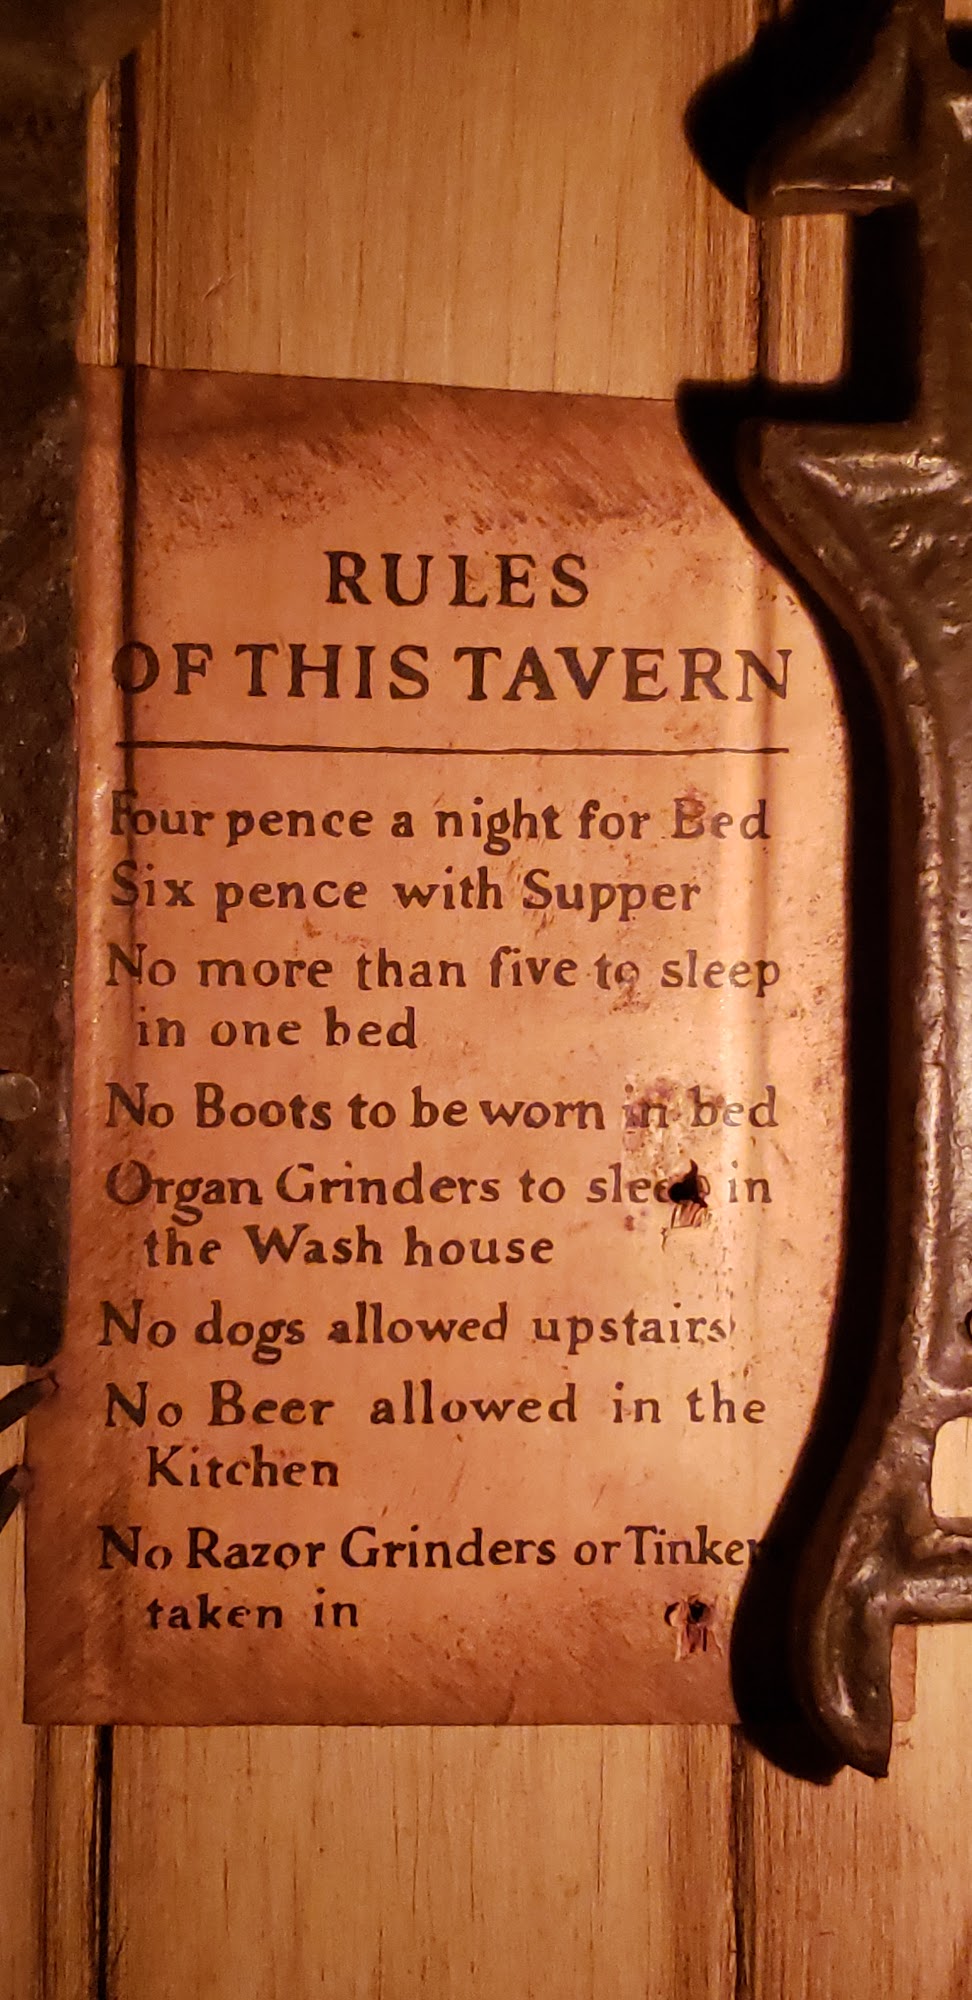 RULES
OF THIS TAVERN
Four pence a night for Bed
Six pence with Supper
No more than five to sleep
in one bed
No Boots to be worn in bed
Organ Grinders to sleep in
the Wash house
No dogs allowed upstairs
No Beer allowed in the
Kitchen
No Razor Grinders or Tinker
taken in